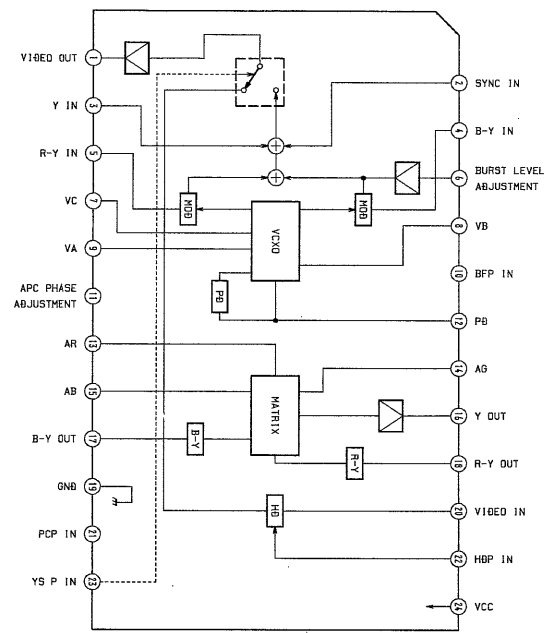 VIDEO OUT 1
2 SYNC IN
Y IN 3
4 B-Y IN
R-Y IN 5
6 BURST LEVEL
ADJUSTMENT
MOD
MOD
VC 7
VCXO
8 VB
VA 9
10 BFP IN
PD
APC PHASE
ADJUSTMENT 11
12 PD
AR 13
14 AG
MATRIX
AB 15
16 Y OUT
B-Y OUT 17
B-Y
R-Y
18 R-Y OUT
GND 19
HD
20 VIDEO IN
PCP IN 21
22 HDP IN
YS P IN 23
24 VCC